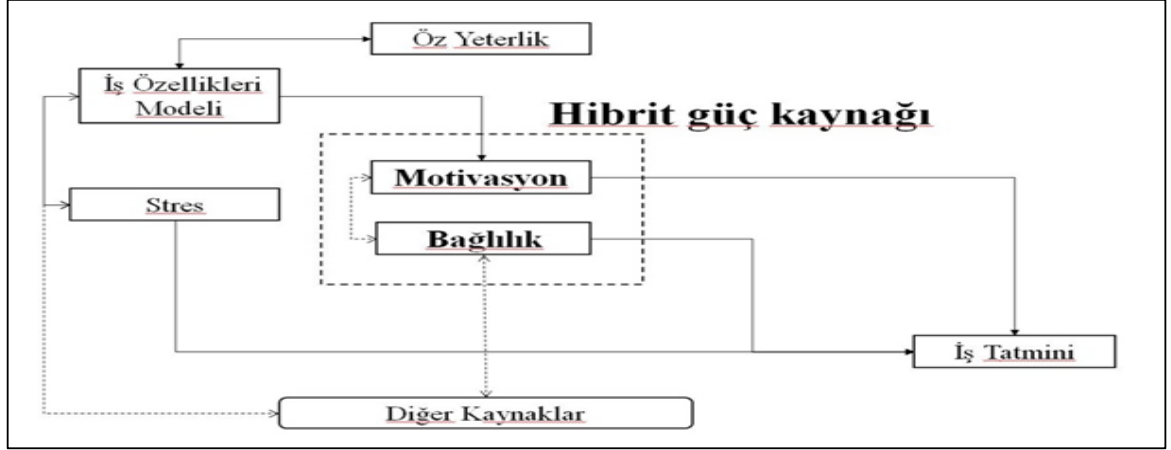 Öz Yeterlik
İş Özellikleri
Modeli
Hibrit güç kaynağı
Motivasyon
Stres
Bağlılık
İş Tatmini
Diğer Kaynaklar